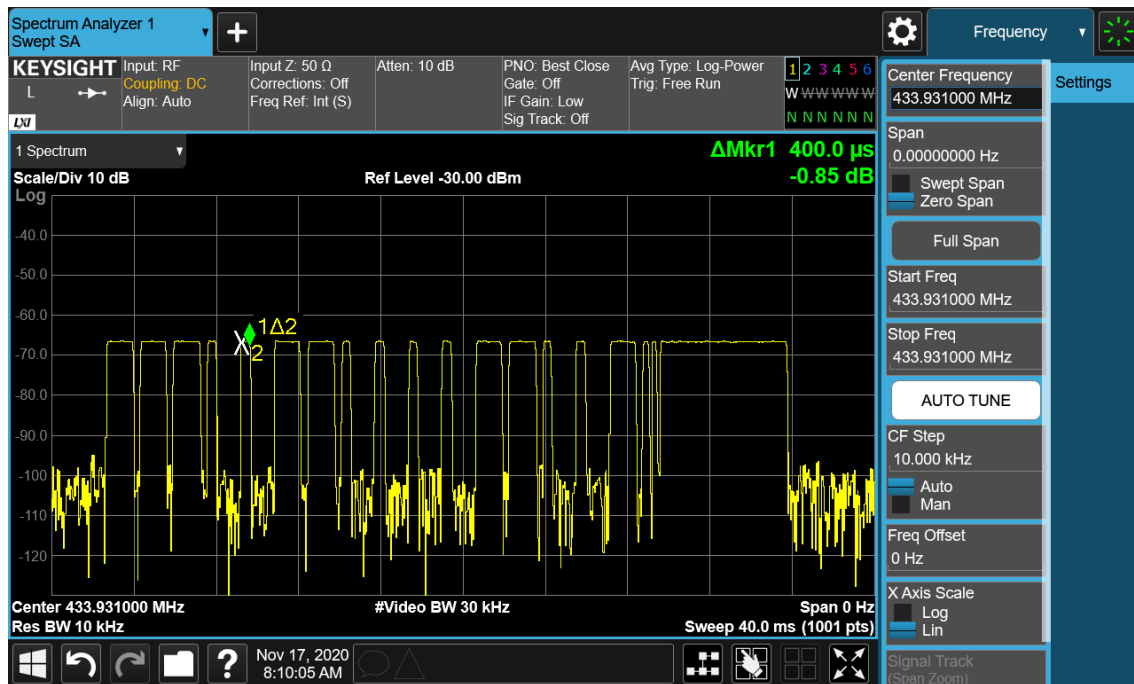 Spectrum Analyzer 1
Swept SA
+
Frequency
KEYSIGHT
L
LXI
Input: RF
Coupling: DC
Align: Auto
Input Z: 50 Ω
Corrections: Off
Freq Ref: Int (S)
Atten: 10 dB
PNO: Best Close
Gate: Off
IF Gain: Low
Sig Track: Off
Avg Type: Log-Power
Trig: Free Run
1 2 3 4 5 6
W W W W W W
N N N N N N
1 Spectrum
Scale/Div 10 dB
Ref Level -30.00 dBm
ΔMkr1 400.0 µs
-0.85 dB
Log
-40.0
-50.0
-60.0
-70.0
-80.0
-90.0
-100
-110
-120
1Δ2
X2
Center 433.931000 MHz
#Video BW 30 kHz
Span 0 Hz
Res BW 10 kHz
Sweep 40.0 ms (1001 pts)
Center Frequency
433.931000 MHz
Settings
Span
0.00000000 Hz
Swept Span
Zero Span
Full Span
Start Freq
433.931000 MHz
Stop Freq
433.931000 MHz
AUTO TUNE
CF Step
10.000 kHz
Auto
Man
Freq Offset
0 Hz
X Axis Scale
Log
Lin
Signal Track
(Span Zoom)
?
Nov 17, 2020
8:10:05 AM